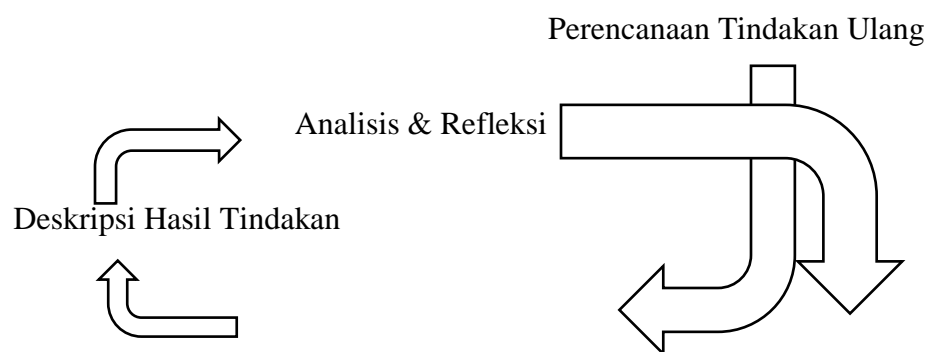 Perencanaan Tindakan Ulang
Analisis & Refleksi
Deskripsi Hasil Tindakan